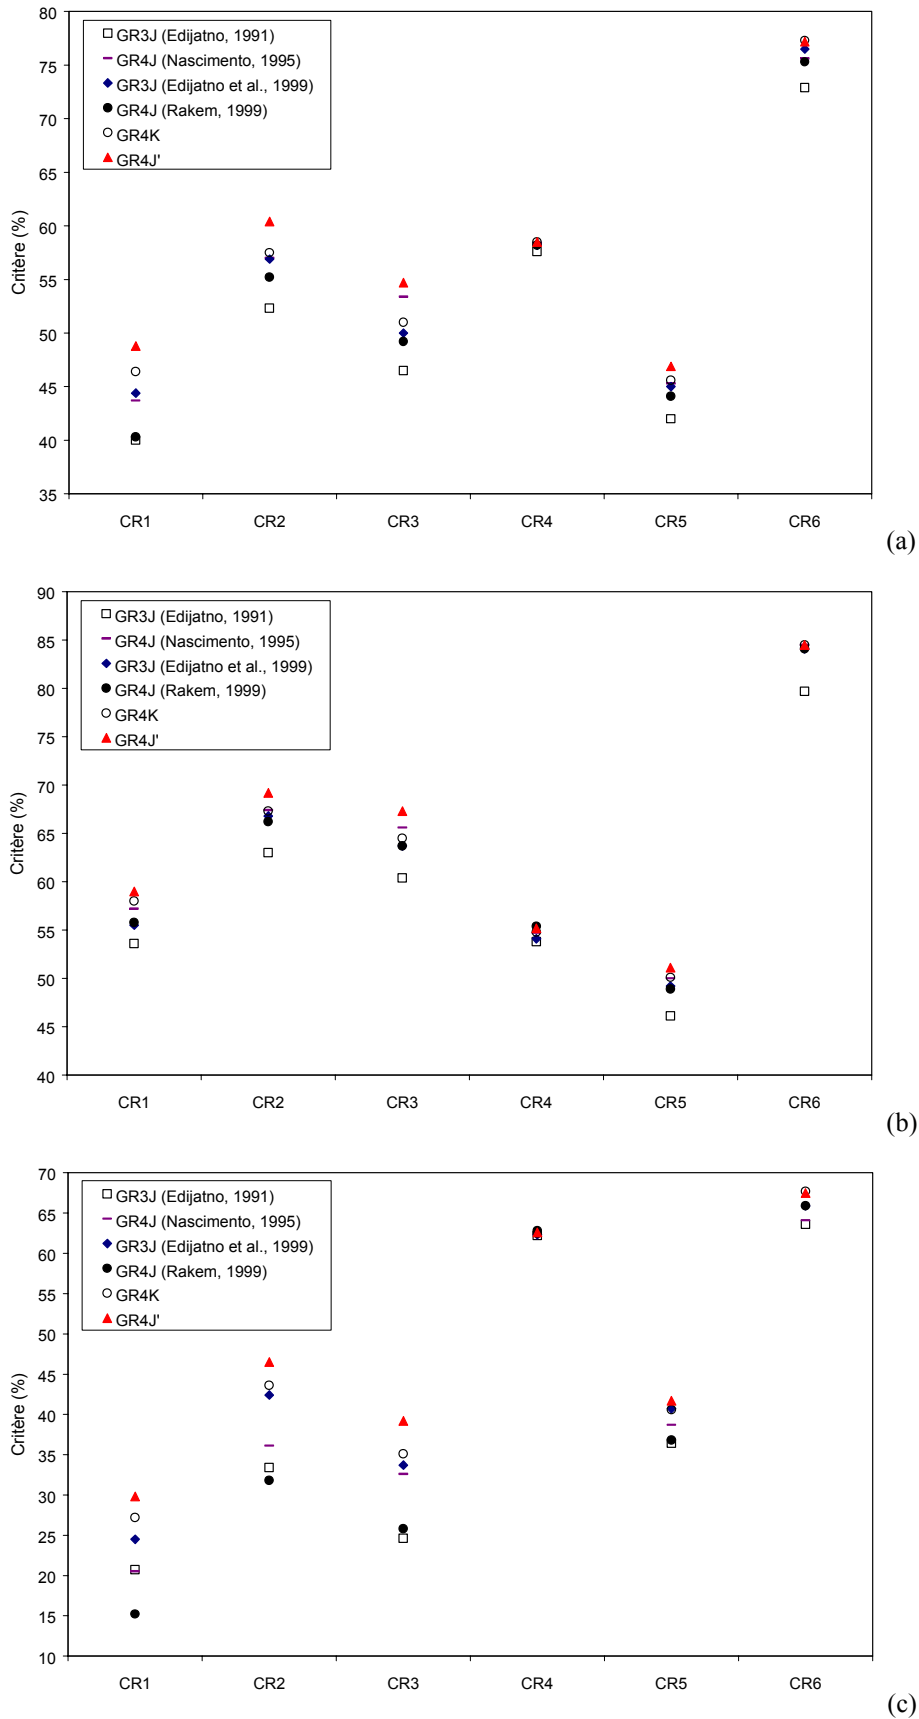 80
75
70
65
60
55
50
45
40
35
Critère (%)
GR3J (Edijatno, 1991)
GR4J (Nascimento, 1995)
GR3J (Edijatno et al., 1999)
GR4J (Rakem, 1999)
GR4K
GR4J'
CR1 CR2 CR3 CR4 CR5 CR6
(a)
90
85
80
75
70
65
60
55
50
45
40
Critère (%)
GR3J (Edijatno, 1991)
GR4J (Nascimento, 1995)
GR3J (Edijatno et al., 1999)
GR4J (Rakem, 1999)
GR4K
GR4J'
CR1 CR2 CR3 CR4 CR5 CR6
(b)
70
65
60
55
50
45
40
35
30
25
20
15
10
Critère (%)
GR3J (Edijatno, 1991)
GR4J (Nascimento, 1995)
GR3J (Edijatno et al., 1999)
GR4J (Rakem, 1999)
GR4K
GR4J'
CR1 CR2 CR3 CR4 CR5 CR6
(c)